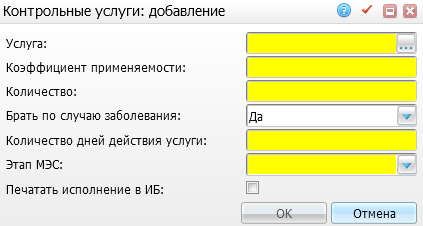 Контрольные услуги: добавление
Услуга:
...
Коэффициент применяемости:
Количество:
Брать по случаю заболевания:
Да
Количество дней действия услуги:
Этап МЭС:
Печатать исполнение в ИБ:
OK Отмена